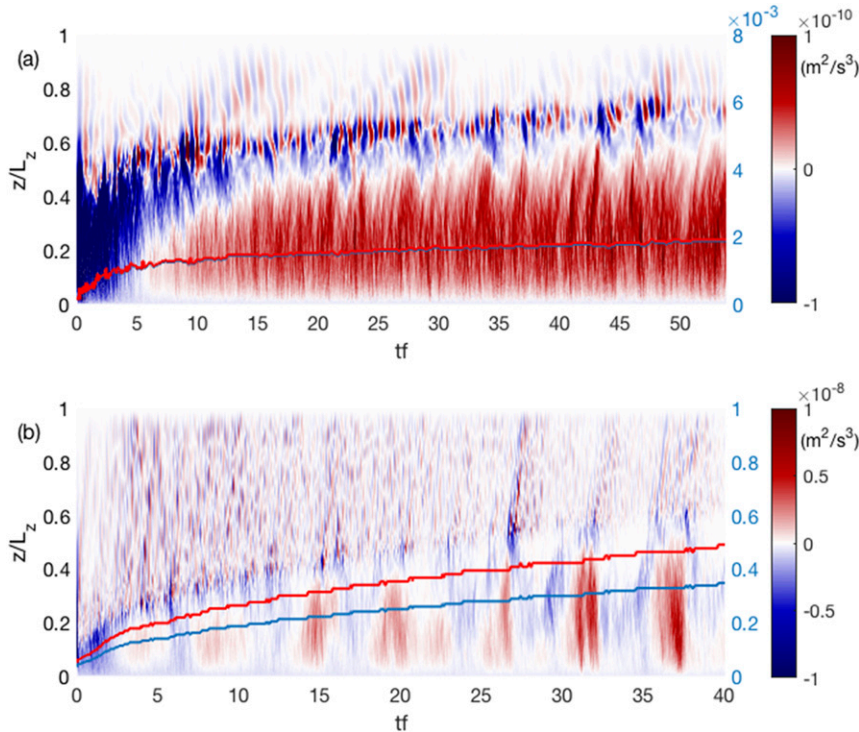 ×10⁻³ ×10⁻¹⁰
(a) 1 8 1
(m²/s³)
0.8
6
0.6
z/L_z 4 0
0.4
0.2 2
0 0 -1
0 5 10 15 20 25 30 35 40 45 50
tf
×10⁻⁸
(b) 1 1 1
(m²/s³)
0.8 0.8
0.5
0.6 0.6
z/L_z 0
0.4 0.4
-0.5
0.2 0.2
0 0 -1
0 5 10 15 20 25 30 35 40
tf